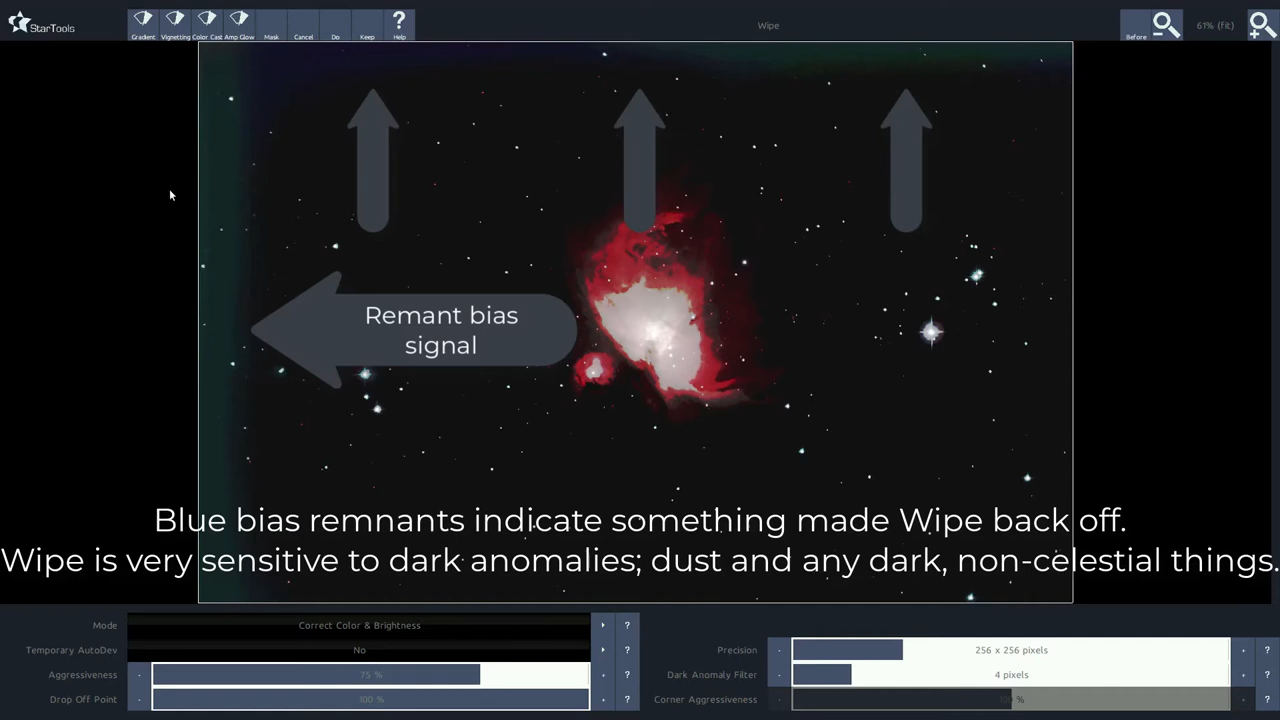 StarTools
Gradient
Vignetting
Color Cast
Amp Glow
Mask
Cancel
Do
Keep
Help
Wipe
Before
61% (fit)
Remant bias
signal
Blue bias remnants indicate something made Wipe back off.
Wipe is very sensitive to dark anomalies; dust and any dark, non-celestial things.
Mode
Correct Color & Brightness
?
Temporary AutoDev
No
?
Aggressiveness
- 75 % + ?
Drop Off Point
- 100 % + ?
Precision
- 256 x 256 pixels + ?
Dark Anomaly Filter
- 4 pixels + ?
Corner Aggressiveness
- 100 % + ?